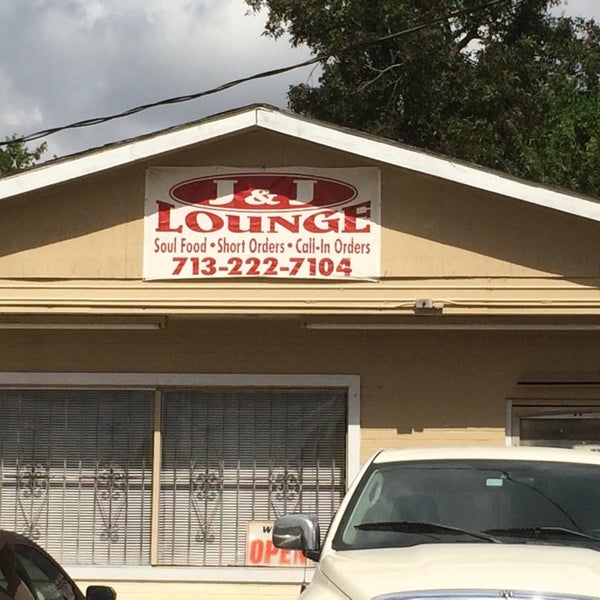 J & J
LOUNGE
Soul Food • Short Orders • Call-In Orders
713-222-7104
OPEN